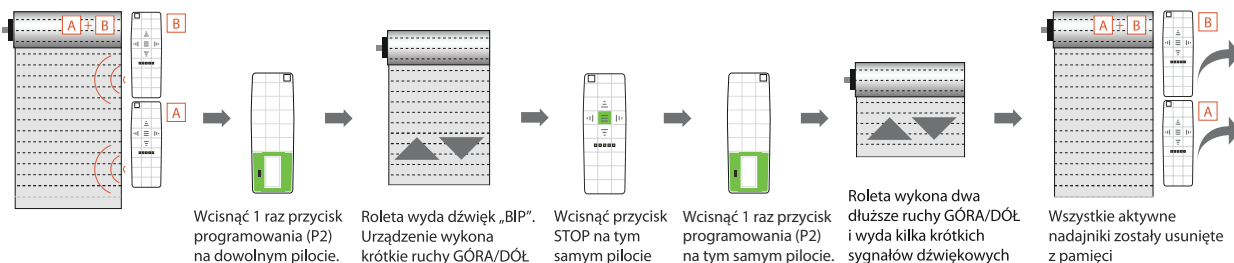 A + B
B
A
Wcisnąć 1 raz przycisk
programowania (P2)
na dowolnym pilocie.
Roleta wyda dźwięk „BIP”.
Urządzenie wykona
krótkie ruchy GÓRA/DÓŁ
Wcisnąć przycisk
STOP na tym
samym pilocie
Wcisnąć 1 raz przycisk
programowania (P2)
na tym samym pilocie.
Roleta wykona dwa
dłuższe ruchy GÓRA/DÓŁ
i wyda kilka krótkich
sygnałów dźwiękowych
A + B
B
A
Wszystkie aktywne
nadajniki zostały usunięte
z pamięci